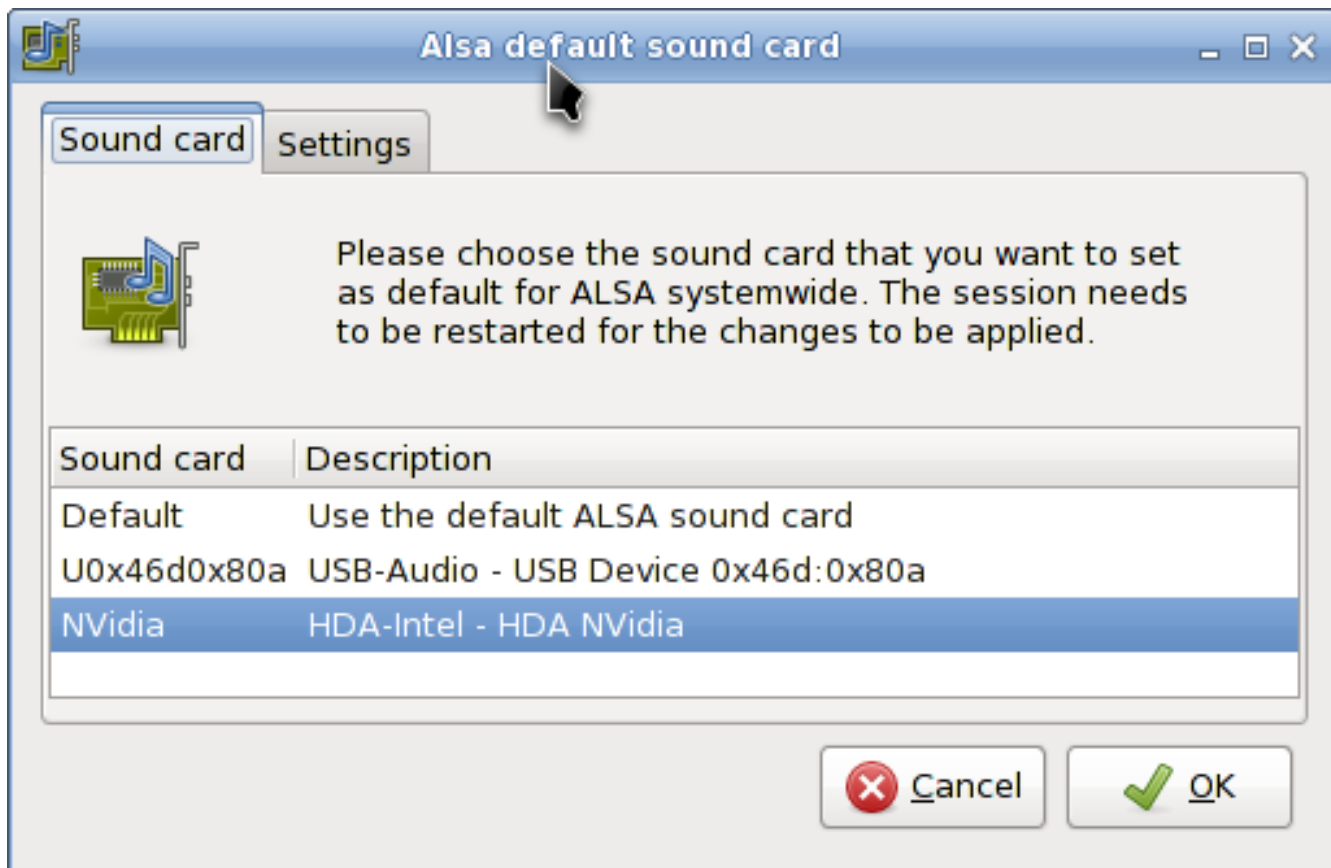 Alsa default sound card
Sound card Settings
Please choose the sound card that you want to set
as default for ALSA systemwide. The session needs
to be restarted for the changes to be applied.
Sound card Description
Default Use the default ALSA sound card
U0x46d0x80a USB-Audio - USB Device 0x46d:0x80a
NVidia HDA-Intel - HDA NVidia
Cancel OK